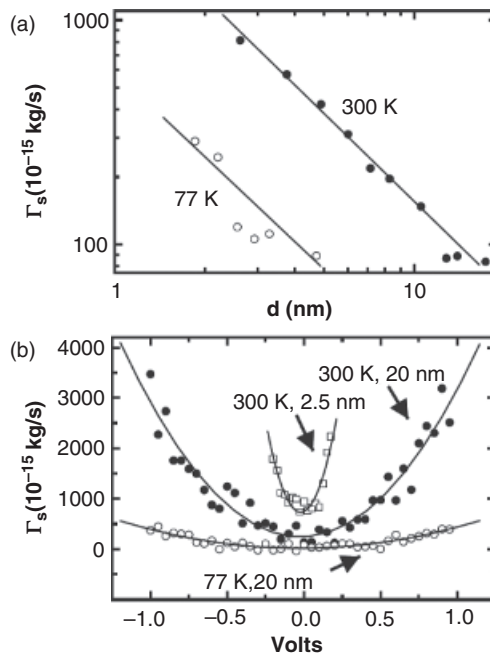 (a)
1000
Γs(10⁻¹⁵ kg/s)
300 K
77 K
100
1
10
d (nm)
(b)
4000
300 K, 20 nm
300 K, 2.5 nm
3000
2000
Γs(10⁻¹⁵ kg/s)
1000
0
77 K,20 nm
−1.0
−0.5
0.0
0.5
1.0
Volts